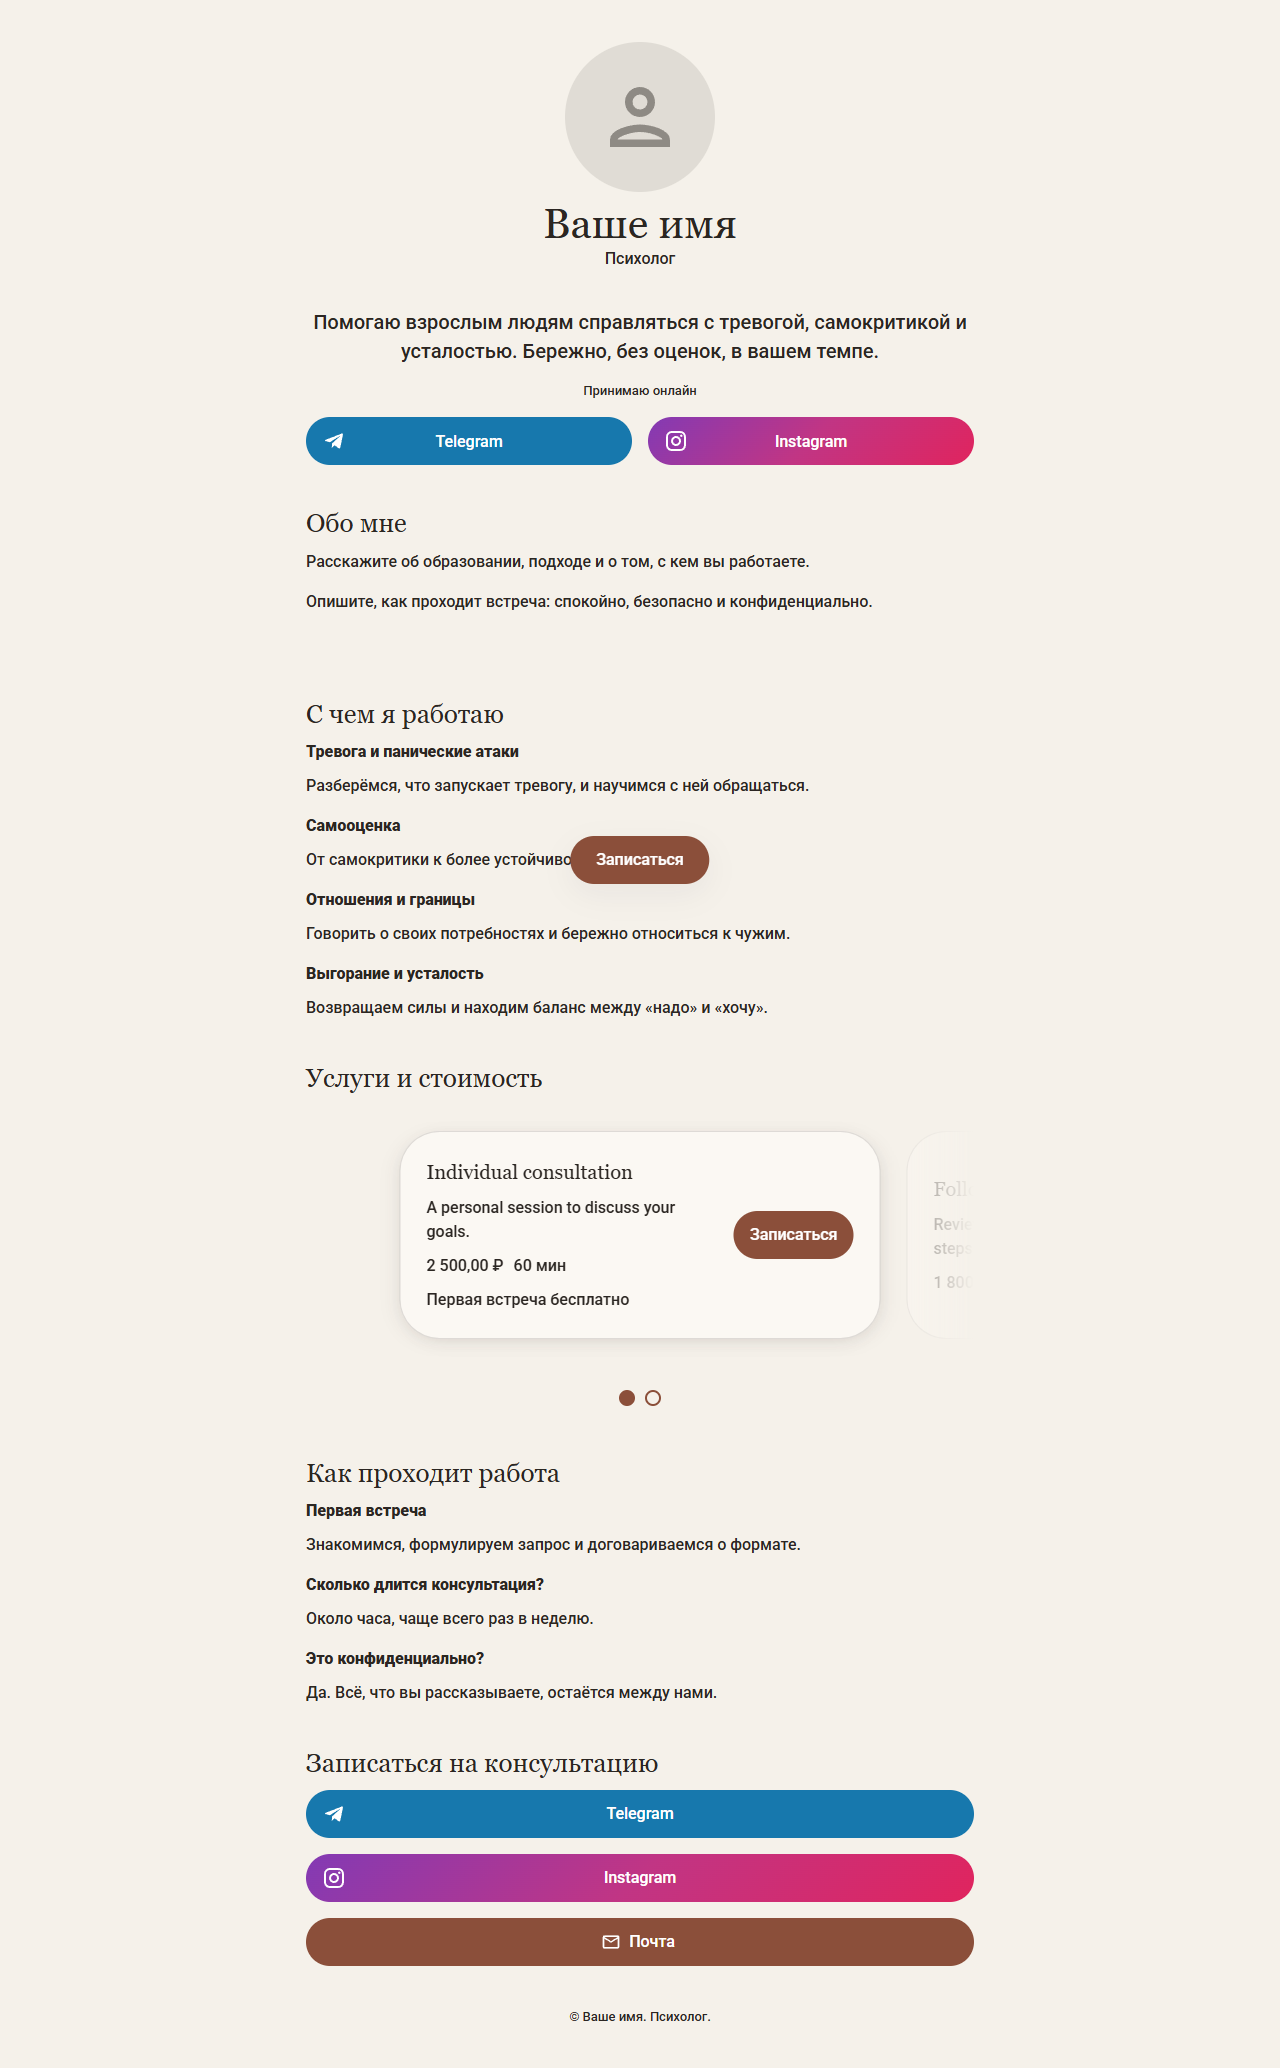 Ваше имя
Психолог
Помогаю взрослым людям справляться с тревогой, самокритикой и
усталостью. Бережно, без оценок, в вашем темпе.
Принимаю онлайн
Telegram
Instagram
Обо мне
Расскажите об образовании, подходе и о том, с кем вы работаете.
Опишите, как проходит встреча: спокойно, безопасно и конфиденциально.
С чем я работаю
Тревога и панические атаки
Разберёмся, что запускает тревогу, и научимся с ней обращаться.
Самооценка
От самокритики к более
Записаться
Отношения и границы
Говорить о своих потребностях и бережно относиться к чужим.
Выгорание и усталость
Возвращаем силы и находим баланс между «надо» и «хочу».
Услуги и стоимость
Individual consultation
A personal session to discuss your
goals.
2 500,00 ₽ 60 мин
Первая встреча бесплатно
Записаться
steps
Как проходит работа
Первая встреча
Знакомимся, формулируем запрос и договариваемся о формате.
Сколько длится консультация?
Около часа, чаще всего раз в неделю.
Это конфиденциально?
Да. Всё, что вы рассказываете, остаётся между нами.
Записаться на консультацию
Telegram
Instagram
Почта
© Ваше имя. Психолог.